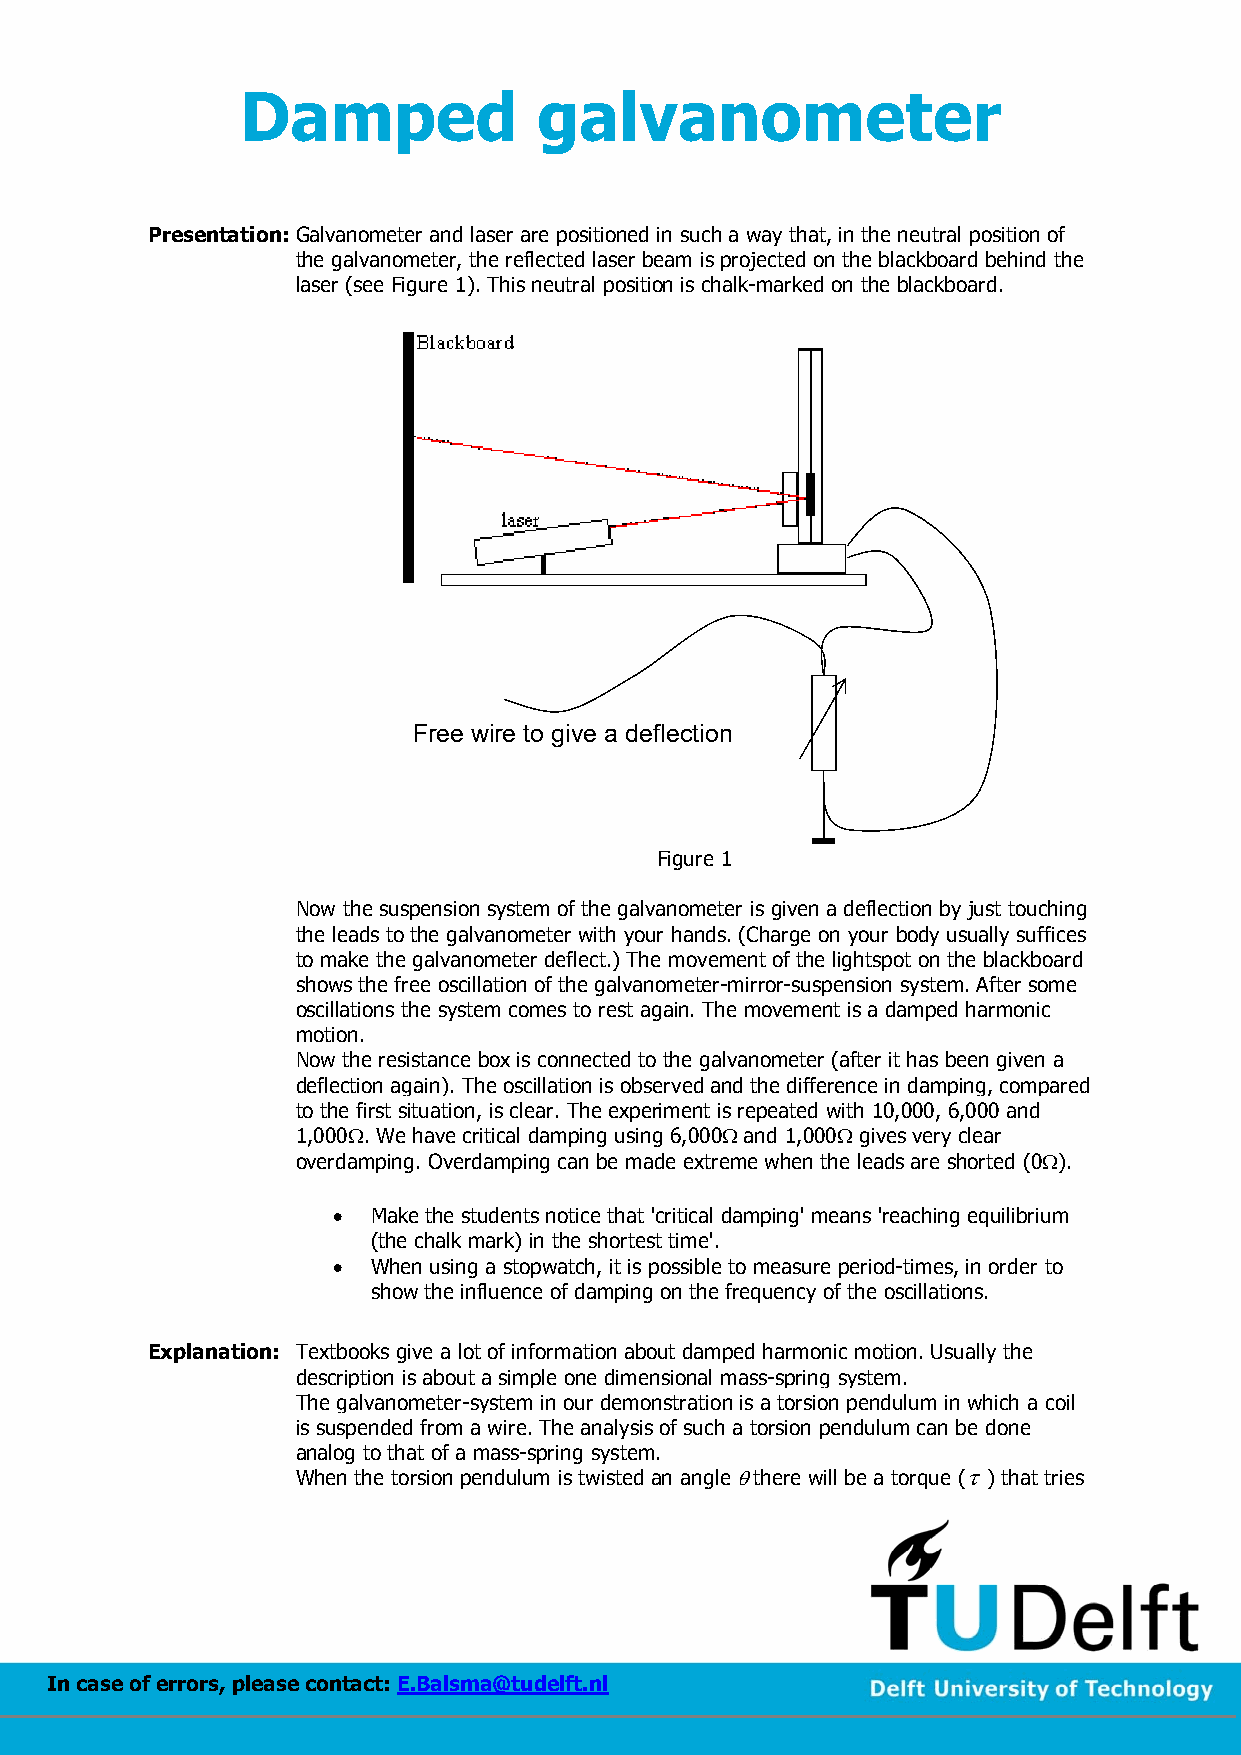 Damped galvanometer
Presentation: Galvanometer and laser are positioned in such a way that, in the neutral position of
the galvanometer, the reflected laser beam is projected on the blackboard behind the
laser (see Figure 1). This neutral position is chalk-marked on the blackboard.
Blackboard
laser
Free wire to give a deflection
Figure 1
Now the suspension system of the galvanometer is given a deflection by just touching
the leads to the galvanometer with your hands. (Charge on your body usually suffices
to make the galvanometer deflect.) The movement of the lightspot on the blackboard
shows the free oscillation of the galvanometer-mirror-suspension system. After some
oscillations the system comes to rest again. The movement is a damped harmonic
motion.
Now the resistance box is connected to the galvanometer (after it has been given a
deflection again). The oscillation is observed and the difference in damping, compared
to the first situation, is clear. The experiment is repeated with 10,000, 6,000 and
1,000Ω. We have critical damping using 6,000Ω and 1,000Ω gives very clear
overdamping. Overdamping can be made extreme when the leads are shorted (0Ω).
• Make the students notice that 'critical damping' means 'reaching equilibrium
(the chalk mark) in the shortest time'.
• When using a stopwatch, it is possible to measure period-times, in order to
show the influence of damping on the frequency of the oscillations.
Explanation: Textbooks give a lot of information about damped harmonic motion. Usually the
description is about a simple one dimensional mass-spring system.
The galvanometer-system in our demonstration is a torsion pendulum in which a coil
is suspended from a wire. The analysis of such a torsion pendulum can be done
analog to that of a mass-spring system.
When the torsion pendulum is twisted an angle θ there will be a torque ( τ ) that tries
TUDelft
In case of errors, please contact: E.Balsma@tudelft.nl
Delft University of Technology